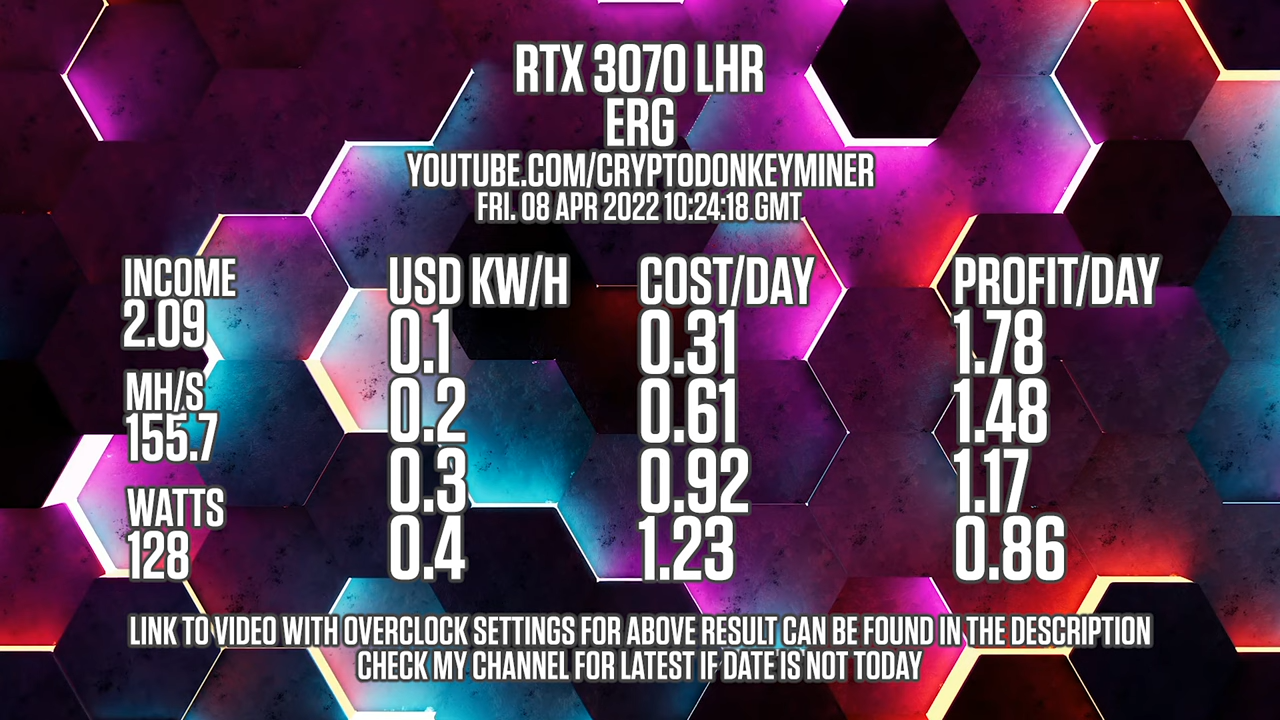 RTX 3070 LHR
ERG
YOUTUBE.COM/CRYPTODONKEYMINER
FRI. 08 APR 2022 10:24:18 GMT
INCOME
2.09
MH/S
155.7
WATTS
128
USD KW/H COST/DAY PROFIT/DAY
0.1 0.31 1.78
0.2 0.61 1.48
0.3 0.92 1.17
0.4 1.23 0.86
LINK TO VIDEO WITH OVERCLOCK SETTINGS FOR ABOVE RESULT CAN BE FOUND IN THE DESCRIPTION
CHECK MY CHANNEL FOR LATEST IF DATE IS NOT TODAY